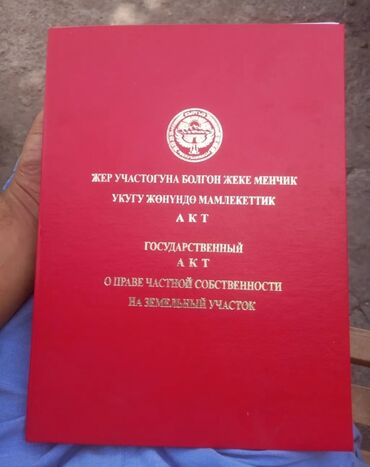 ЖЕР УЧАСТОГУНА БОЛГОН ЖЕКЕ МЕНЧИК
УКУГУ ЖӨНҮНДӨ МАМЛЕКЕТТИК
АКТ
ГОСУДАРСТВЕННЫЙ
АКТ
О ПРАВЕ ЧАСТНОЙ СОБСТВЕННОСТИ
НА ЗЕМЕЛЬНЫЙ УЧАСТОК